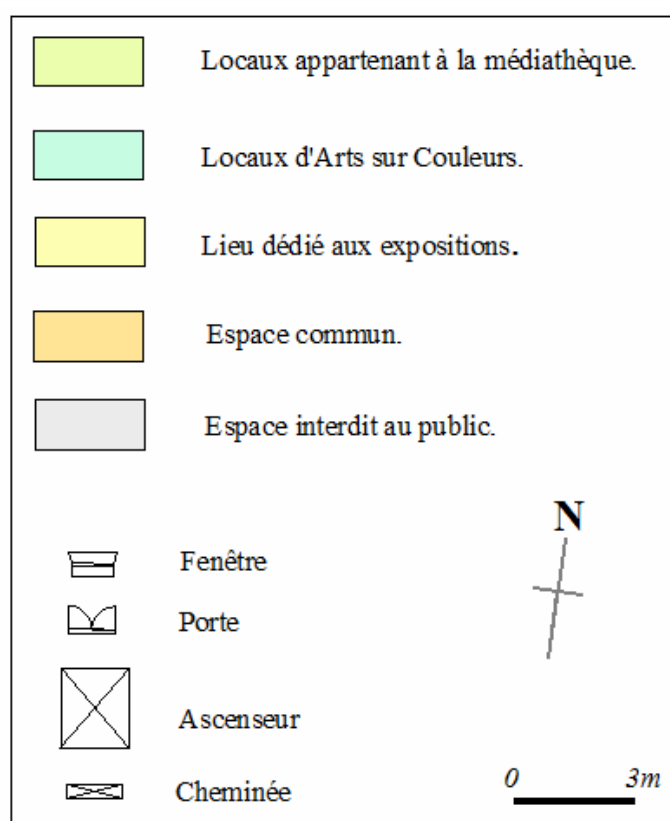 Locaux appartenant à la médiathèque.
Locaux d'Arts sur Couleurs.
Lieu dédié aux expositions.
Espace commun.
Espace interdit au public.
N
Fenêtre
Porte
Ascenseur
Cheminée
0 3m